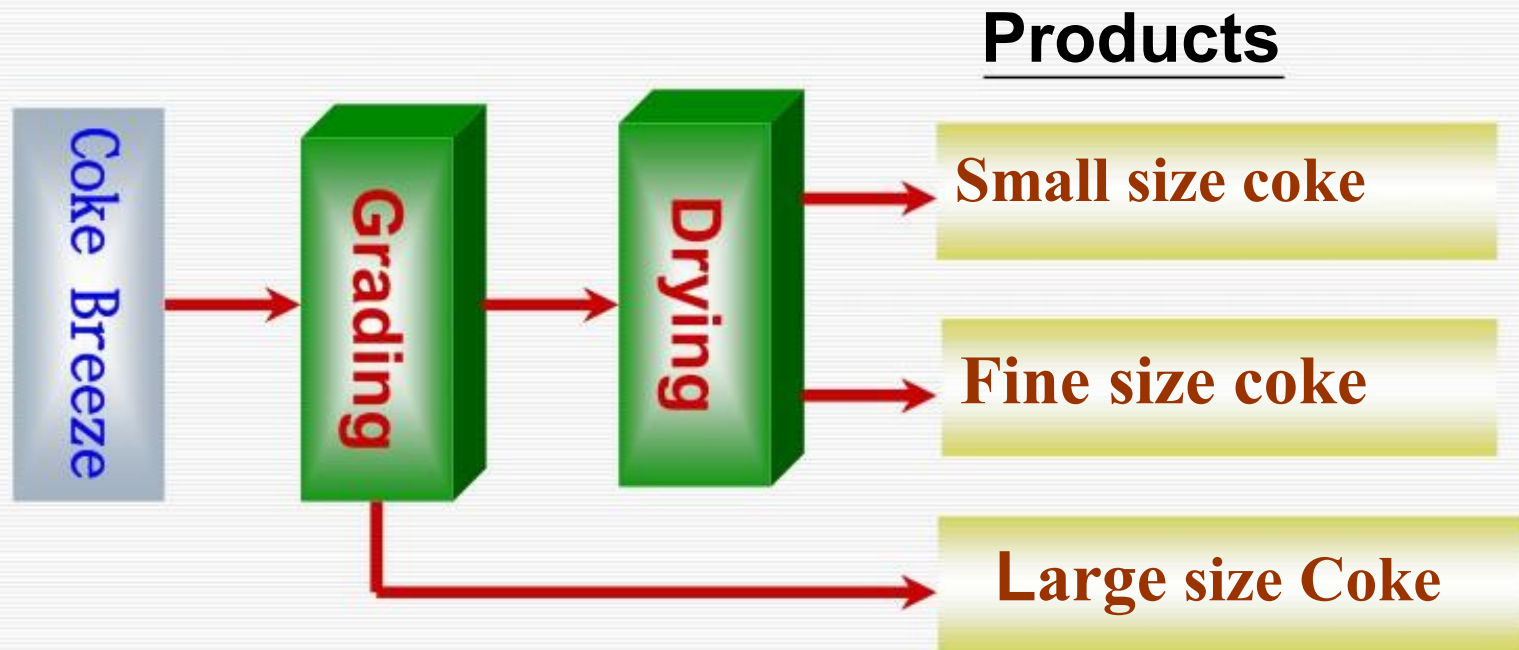 Products
Coke Breeze
Grading
Drying
Small size coke
Fine size coke
Large size Coke